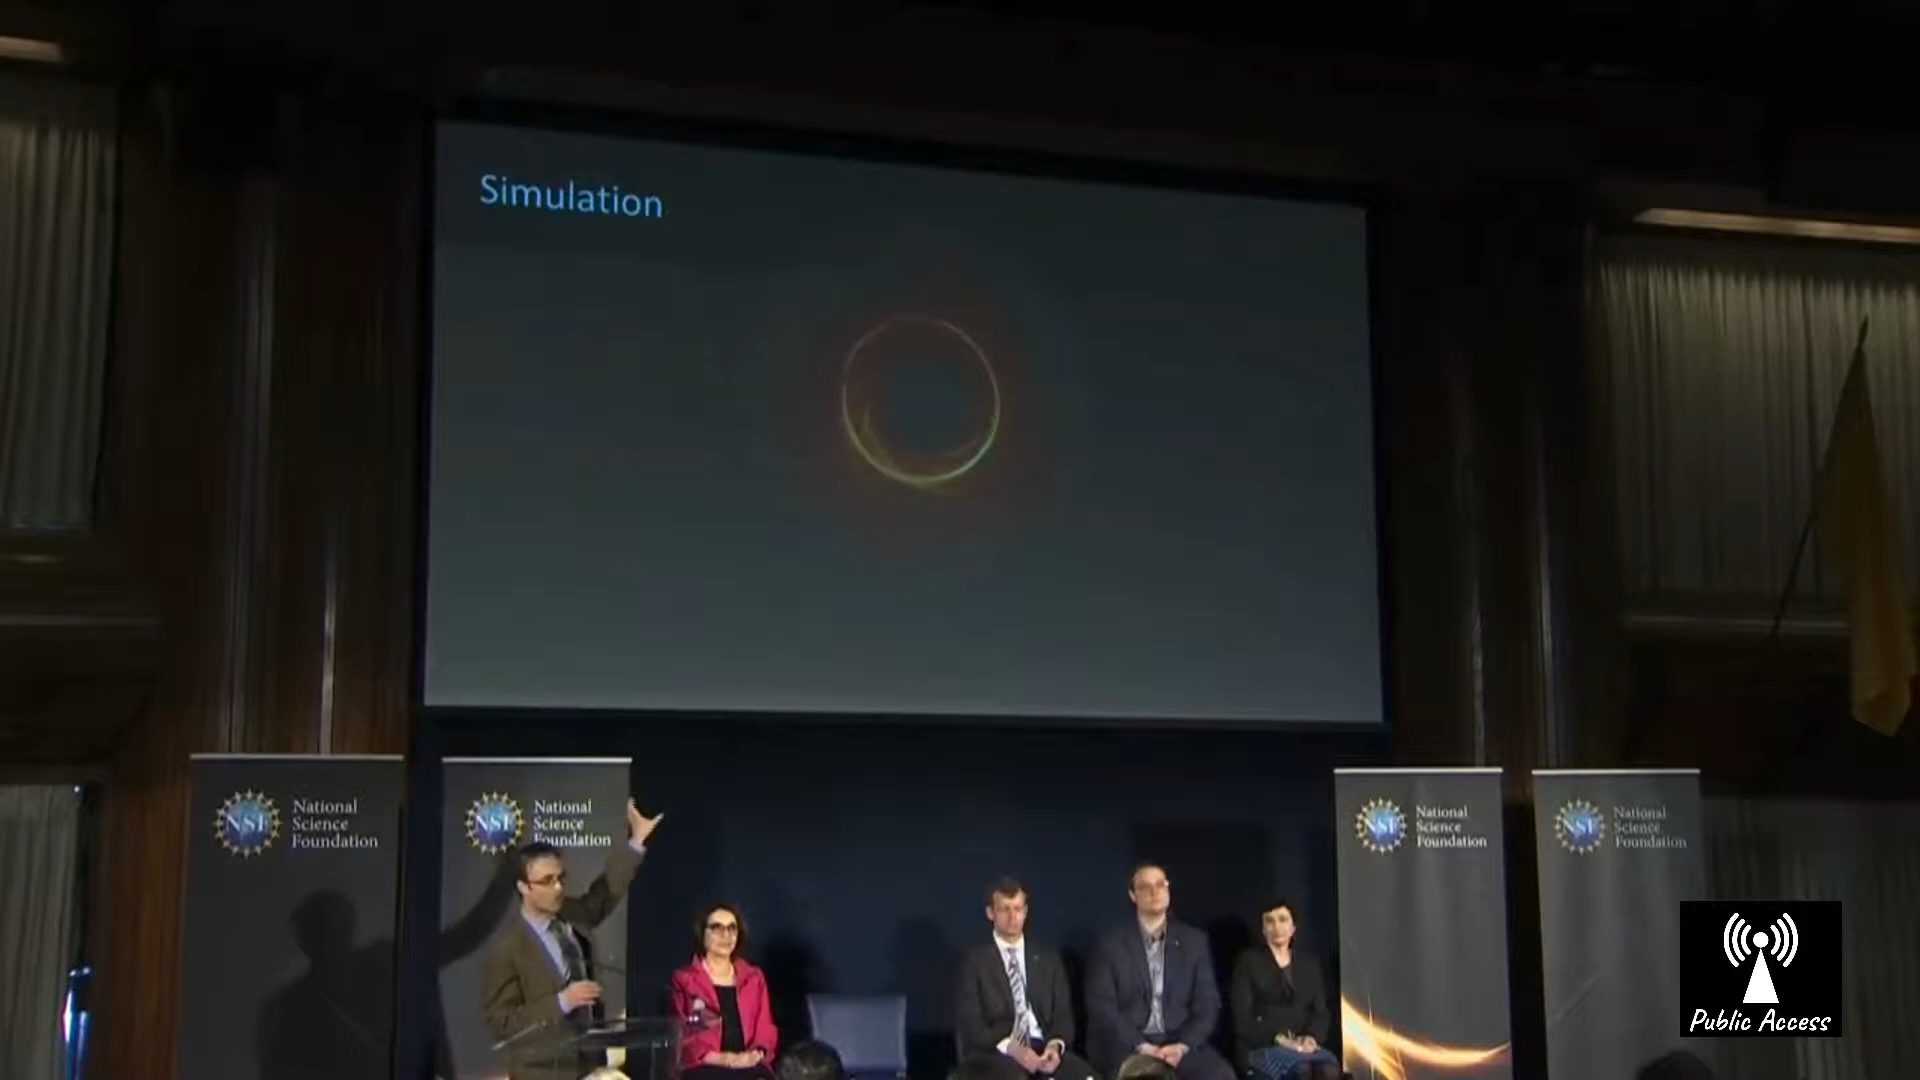 Simulation
NSF
National
Science
Foundation
NSF
National
Science
Foundation
NSF
National
Science
Foundation
NSF
National
Science
Foundation
Public Access